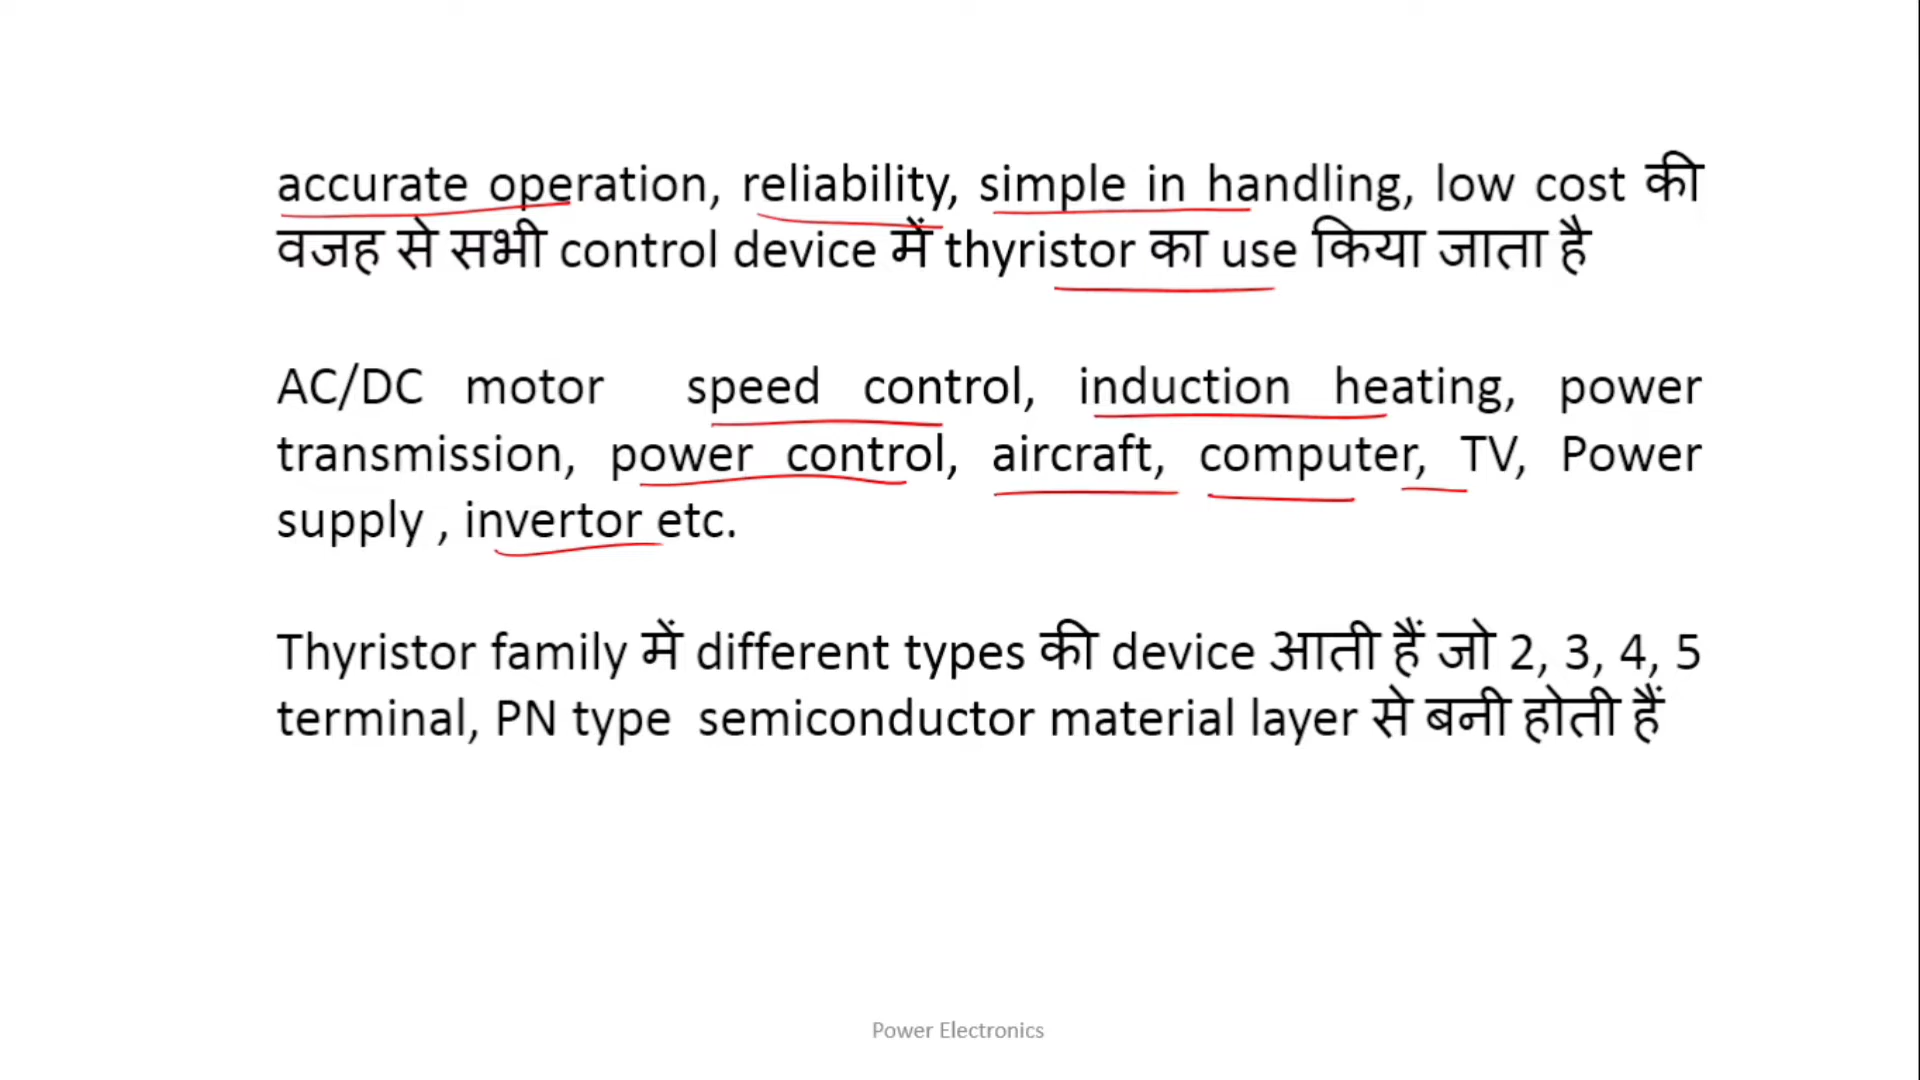 accurate operation, reliability, simple in handling, low cost की
वजह से सभी control device में thyristor का use किया जाता है
AC/DC motor speed control, induction heating, power
transmission, power control, aircraft, computer, TV, Power
supply , invertor etc.
Thyristor family में different types की device आती हैं जो 2, 3, 4, 5
terminal, PN type semiconductor material layer से बनी होती हैं
Power Electronics